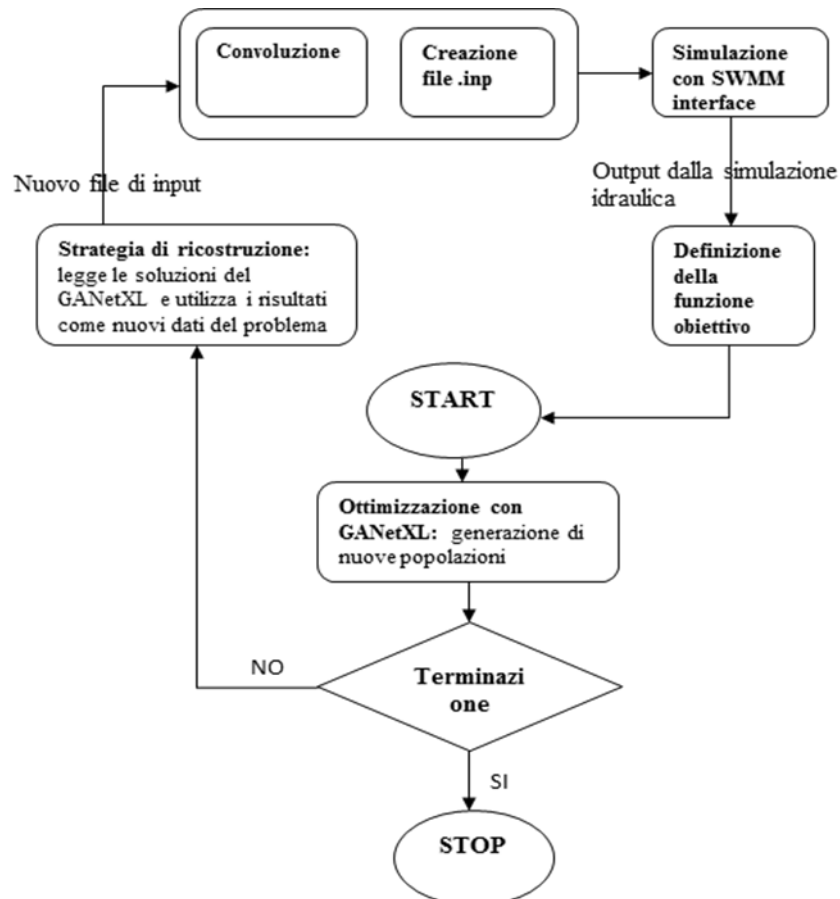 Convoluzione
Creazione
file .inp
Simulazione
con SWMM
interface
Nuovo file di input
Output dalla simulazione
idraulica
Strategia di ricostruzione:
legge le soluzioni del
GANetXL e utilizza i risultati
come nuovi dati del problema
Definizione
della
funzione
obiettivo
START
Ottimizzazione con
GANetXL: generazione di
nuove popolazioni
NO
Terminazi
one
SI
STOP